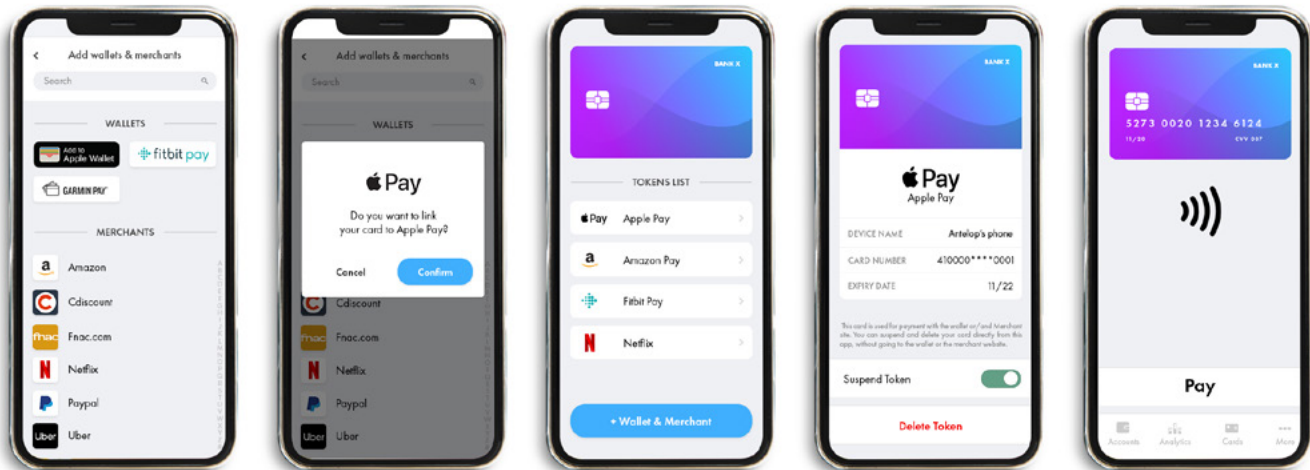 Add wallets & merchants
Search
WALLETS
Add to
Apple Wallet
fitbit pay
GARMIN PAY
MERCHANTS
a
Amazon
C
Cdiscount
fnac
Fnac.com
N
Netflix
Paypal
Uber
Uber
Add wallets & merchants
Search
WALLETS
Pay
Do you want to link
your card to Apple Pay?
Cancel
Confirm
C
Cdiscount
fnac
Fnac.com
N
Netflix
Paypal
Uber
Uber
BANK X
TOKENS LIST
Pay
Apple Pay
a
Amazon Pay
Fitbit Pay
N
Netflix
+ Wallet & Merchant
BANK X
Pay
Apple Pay
DEVICE NAME
Antelop's phone
CARD NUMBER
410000****0001
EXPIRY DATE
11/22
This card is used for payment with the wallet or/and Merchant
site. You can suspend and delete your card directly from this
app, without going to the wallet or the merchant website.
Suspend Token
Delete Token
BANK X
5273 0020 1234 6124
11/20
Pay
Accounts
Analytics
Cards
More